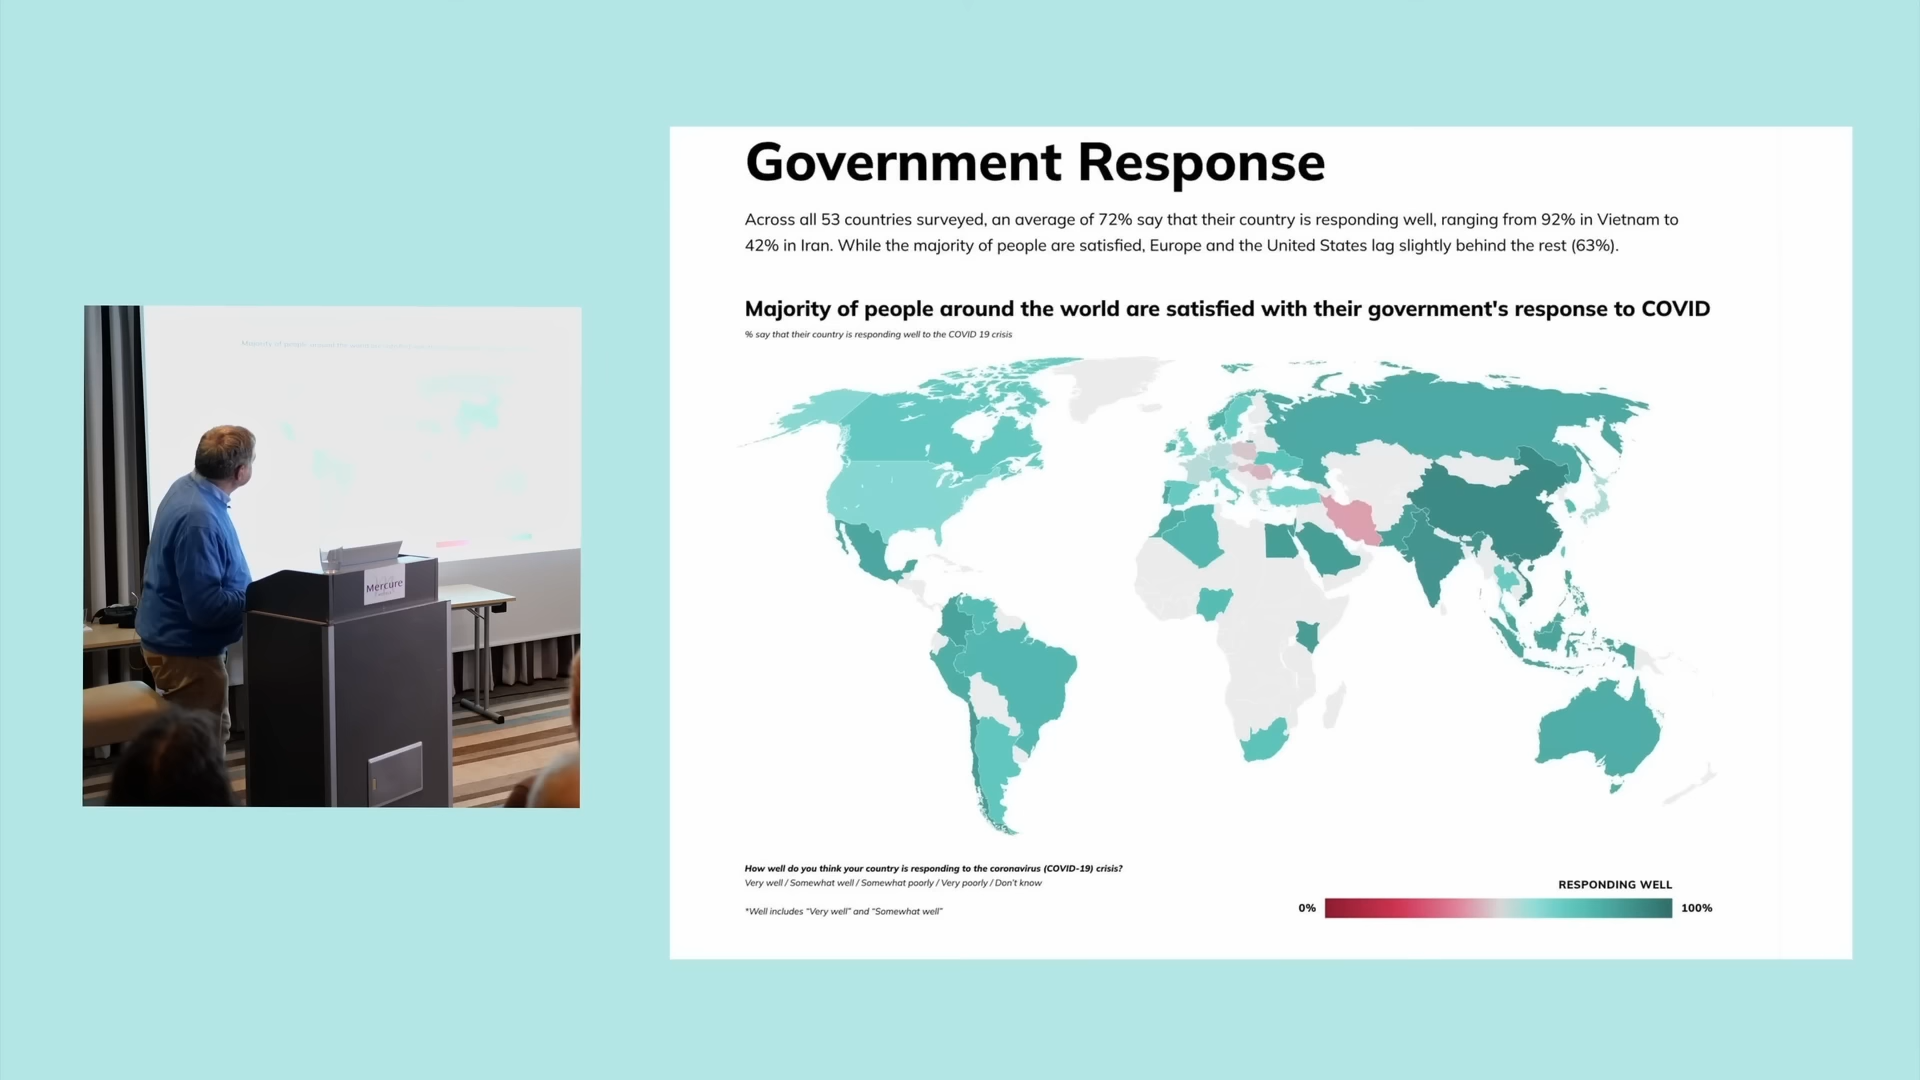 Government Response
Across all 53 countries surveyed, an average of 72% say that their country is responding well, ranging from 92% in Vietnam to
42% in Iran. While the majority of people are satisfied, Europe and the United States lag slightly behind the rest (63%).
Majority of people around the world are satisfied with their government's response to COVID
% say that their country is responding well to the COVID 19 crisis
Mercure
How well do you think your country is responding to the coronavirus (COVID-19) crisis?
Very well / Somewhat well / Somewhat poorly / Very poorly / Don't know
*Well includes “Very well” and “Somewhat well”
RESPONDING WELL
0% 100%